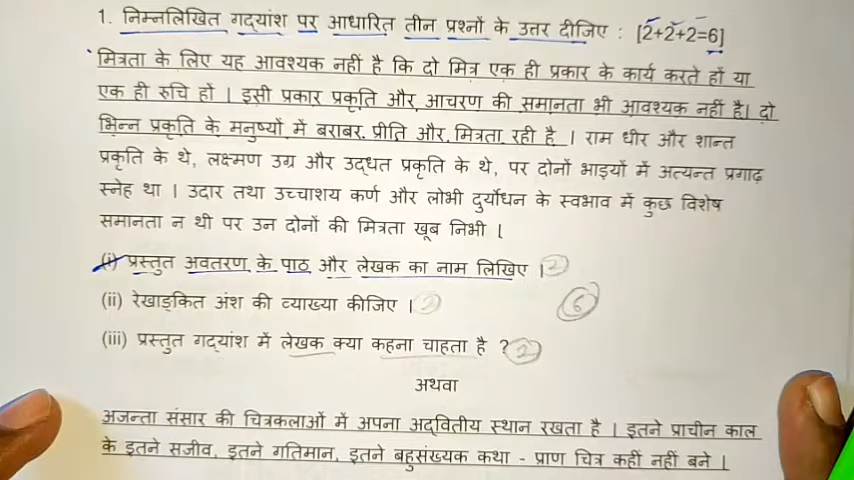 1. निम्नलिखित गद्यांश पर आधारित तीन प्रश्नों के उत्तर दीजिए : [2+2+2=6]
मित्रता के लिए यह आवश्यक नहीं है कि दो मित्र एक ही प्रकार के कार्य करते हों या
एक ही रुचि हो । इसी प्रकार प्रकृति और आचरण की समानता भी आवश्यक नहीं है। दो
भिन्न प्रकृति के मनुष्यों में बराबर प्रीति और मित्रता रही है । राम धीर और शान्त
प्रकृति के थे, लक्ष्मण उग्र और उद्धत प्रकृति के थे, पर दोनों भाइयों में अत्यन्त प्रगाढ़
स्नेह था । उदार तथा उच्चाशय कर्ण और लोभी दुर्योधन के स्वभाव में कुछ विशेष
समानता न थी पर उन दोनों की मित्रता खूब निभी ।
(i) प्रस्तुत अवतरण के पाठ और लेखक का नाम लिखिए । 2
(ii) रेखाङ्कित अंश की व्याख्या कीजिए । 2
6
(iii) प्रस्तुत गद्यांश में लेखक क्या कहना चाहता है ? 2
अथवा
अजन्ता संसार की चित्रकलाओं में अपना अद्वितीय स्थान रखता है । इतने प्राचीन काल
के इतने सजीव, इतने गतिमान, इतने बहुसंख्यक कथा - प्राण चित्र कहीं नहीं बने ।